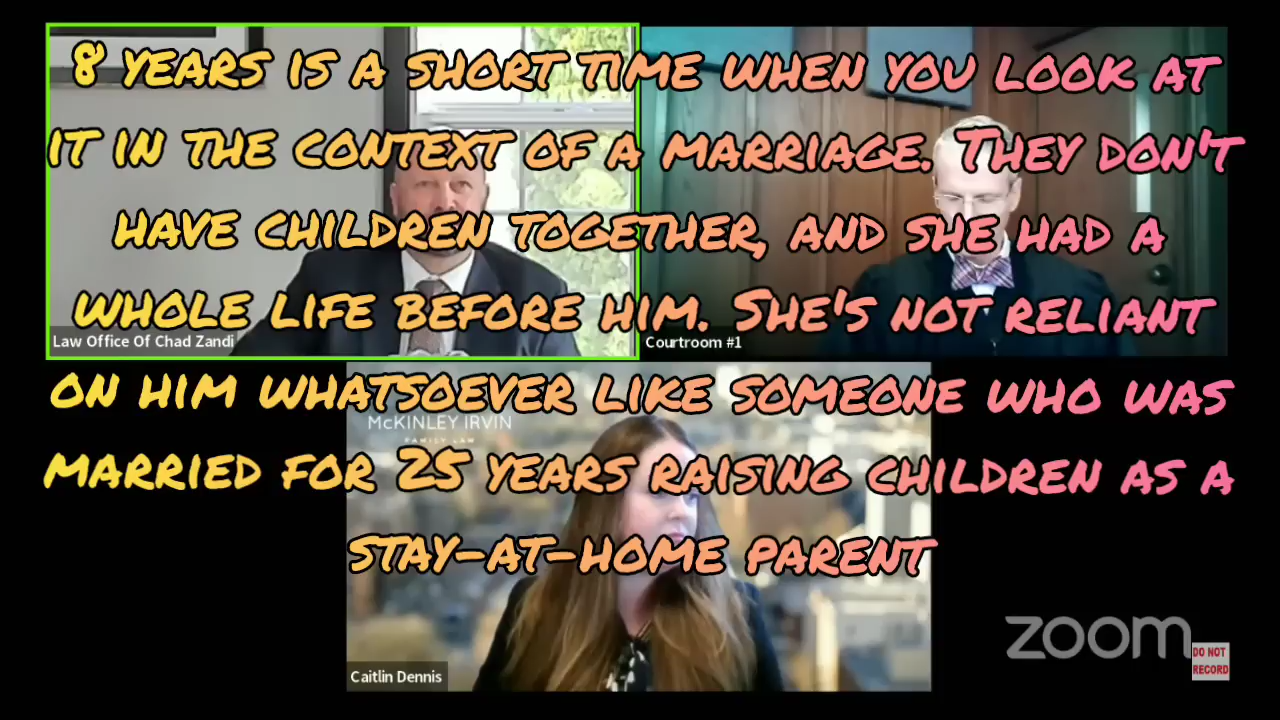 8 years is a short time when you look at
it in the context of a marriage. They don't
have children together, and she had a
whole life before him. She's not reliant
on him whatsoever like someone who was
married for 25 years raising children as a
stay-at-home parent
Law Office Of Chad Zandi
Courtroom #1
McKINLEY IRVIN
FAMILY LAW
Caitlin Dennis
zoom
DO NOT
RECORD